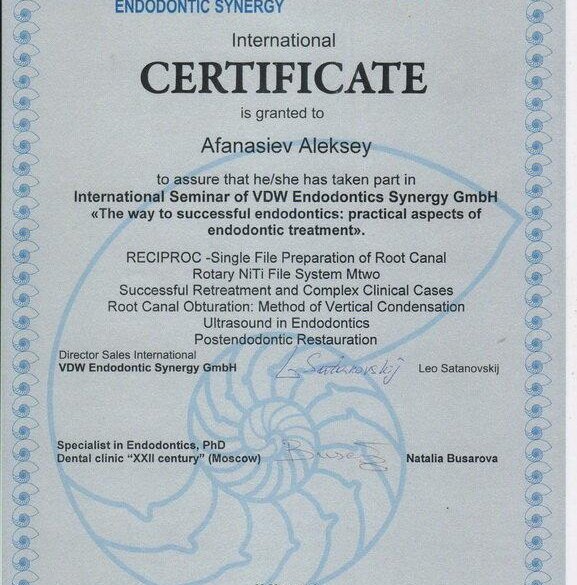 ENDODONTIC SYNERGY
International
CERTIFICATE
is granted to
Afanasiev Aleksey
to assure that he/she has taken part in
International Seminar of VDW Endodontics Synergy GmbH
«The way to successful endodontics: practical aspects of
endodontic treatment».
RECIPROC -Single File Preparation of Root Canal
Rotary NiTi File System Mtwo
Successful Retreatment and Complex Clinical Cases
Root Canal Obturation: Method of Vertical Condensation
Ultrasound in Endodontics
Postendodontic Restauration
Director Sales International
VDW Endodontic Synergy GmbH
L Satanovskij
Leo Satanovskij
Specialist in Endodontics, PhD
Dental clinic “XXII century” (Moscow)
Natalia Busarova